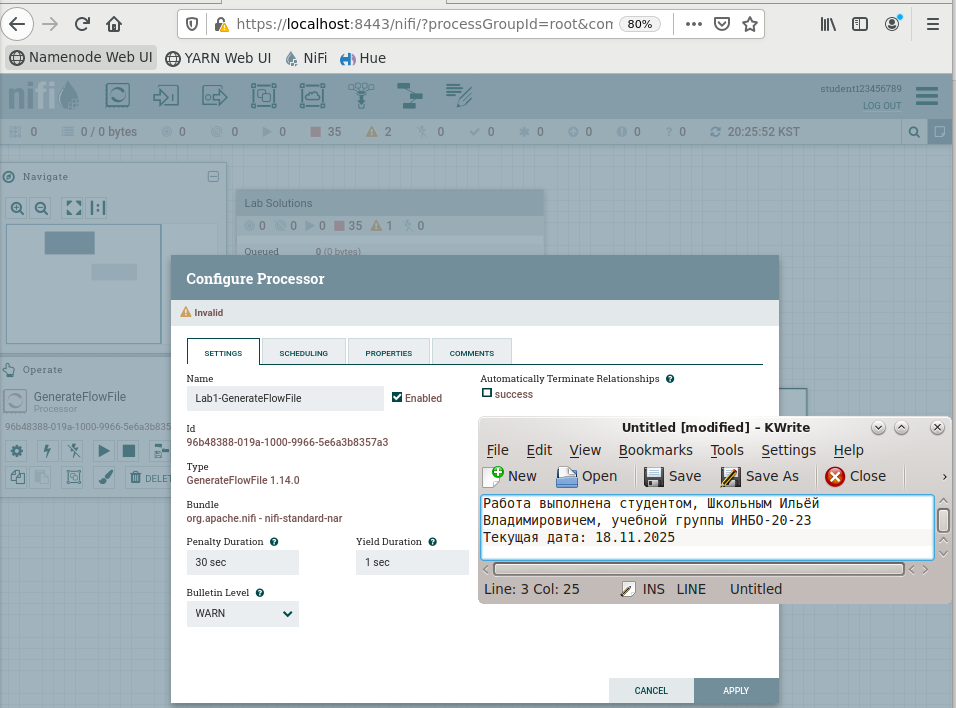 https://localhost:8443/nifi/?processGroupId=root&con
80%
Namenode Web UI
YARN Web UI
NiFi
Hue
nifi
student123456789
LOG OUT
0
0 / 0 bytes
0
0
0
35
2
0
0
0
0
0
0
20:25:52 KST
Navigate
Lab Solutions
0
0
0
35
1
0
Queued
0 (0 bytes)
Operate
GenerateFlowFile
Processor
96b48388-019a-1000-9966-5e6a3b835
DELET
Configure Processor
Invalid
SETTINGS
SCHEDULING
PROPERTIES
COMMENTS
Name
Lab1-GenerateFlowFile
Enabled
Id
96b48388-019a-1000-9966-5e6a3b8357a3
Type
GenerateFlowFile 1.14.0
Bundle
org.apache.nifi - nifi-standard-nar
Penalty Duration
30 sec
Yield Duration
1 sec
Bulletin Level
WARN
Automatically Terminate Relationships
success
CANCEL
APPLY
Untitled [modified] – KWrite
File Edit View Bookmarks Tools Settings Help
New Open Save Save As Close
Работа выполнена студентом, Школьным Ильёй
Владимировичем, учебной группы ИНБО-20-23
Текущая дата: 18.11.2025
Line: 3 Col: 25 INS LINE Untitled